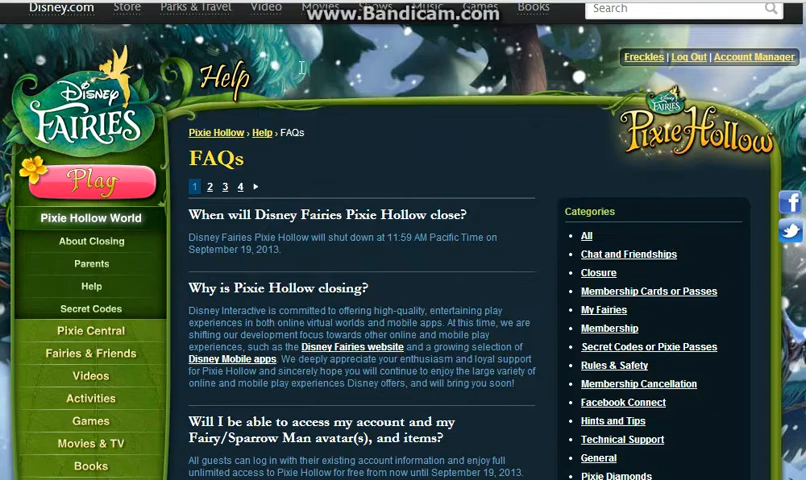 www.Bandicam.com
Disney.com Store Parks & Travel Video Movies Shows Music Games Books
Search
Freckles | Log Out | Account Manager
Help
Disney
FAIRIES
Disney
FAIRIES
Pixie Hollow
Play
Pixie Hollow World
About Closing
Parents
Help
Secret Codes
Pixie Central
Fairies & Friends
Videos
Activities
Games
Movies & TV
Books
Pixie Hollow › Help › FAQs
FAQs
1 2 3 4
When will Disney Fairies Pixie Hollow close?
Disney Fairies Pixie Hollow will shut down at 11:59 AM Pacific Time on
September 19, 2013.
Why is Pixie Hollow closing?
Disney Interactive is committed to offering high-quality, entertaining play
experiences in both online virtual worlds and mobile apps. At this time, we are
shifting our development focus towards other online and mobile play
experiences, such as the Disney Fairies website and a growing selection of
Disney Mobile apps. We deeply appreciate your enthusiasm and loyal support
for Pixie Hollow and sincerely hope you will continue to enjoy the large variety of
online and mobile play experiences Disney offers, and will bring you soon!
Will I be able to access my account and my
Fairy/Sparrow Man avatar(s), and items?
All guests can log in with their existing account information and enjoy full
unlimited access to Pixie Hollow for free from now until September 19, 2013.
Categories
All
Chat and Friendships
Closure
Membership Cards or Passes
My Fairies
Membership
Secret Codes or Pixie Passes
Rules & Safety
Membership Cancellation
Facebook Connect
Hints and Tips
Technical Support
General
Pixie Diamonds